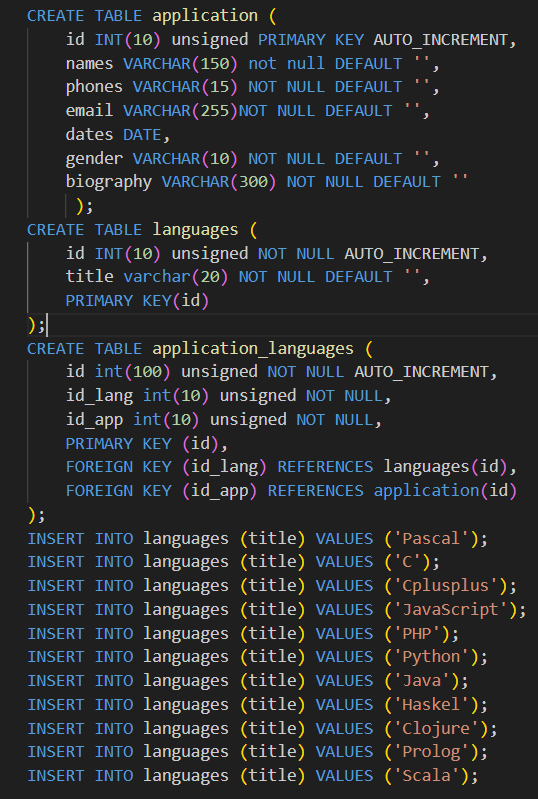 CREATE TABLE application (
id INT(10) unsigned PRIMARY KEY AUTO_INCREMENT,
names VARCHAR(150) not null DEFAULT '',
phones VARCHAR(15) NOT NULL DEFAULT '',
email VARCHAR(255)NOT NULL DEFAULT '',
dates DATE,
gender VARCHAR(10) NOT NULL DEFAULT '',
biography VARCHAR(300) NOT NULL DEFAULT ''
);
CREATE TABLE languages (
id INT(10) unsigned NOT NULL AUTO_INCREMENT,
title varchar(20) NOT NULL DEFAULT '',
PRIMARY KEY(id)
);
CREATE TABLE application_languages (
id int(100) unsigned NOT NULL AUTO_INCREMENT,
id_lang int(10) unsigned NOT NULL,
id_app int(10) unsigned NOT NULL,
PRIMARY KEY (id),
FOREIGN KEY (id_lang) REFERENCES languages(id),
FOREIGN KEY (id_app) REFERENCES application(id)
);
INSERT INTO languages (title) VALUES ('Pascal');
INSERT INTO languages (title) VALUES ('C');
INSERT INTO languages (title) VALUES ('Cplusplus');
INSERT INTO languages (title) VALUES ('JavaScript');
INSERT INTO languages (title) VALUES ('PHP');
INSERT INTO languages (title) VALUES ('Python');
INSERT INTO languages (title) VALUES ('Java');
INSERT INTO languages (title) VALUES ('Haskel');
INSERT INTO languages (title) VALUES ('Clojure');
INSERT INTO languages (title) VALUES ('Prolog');
INSERT INTO languages (title) VALUES ('Scala');